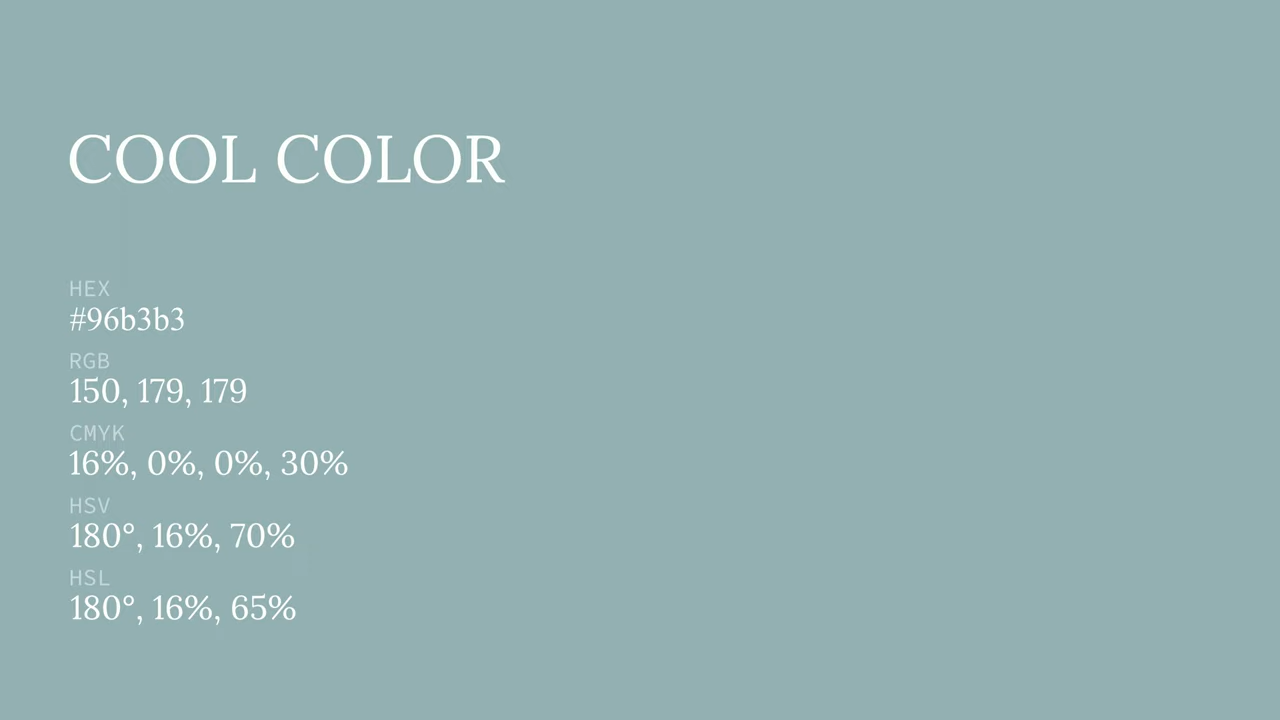 COOL COLOR
HEX
#96b3b3
RGB
150, 179, 179
CMYK
16%, 0%, 0%, 30%
HSV
180°, 16%, 70%
HSL
180°, 16%, 65%